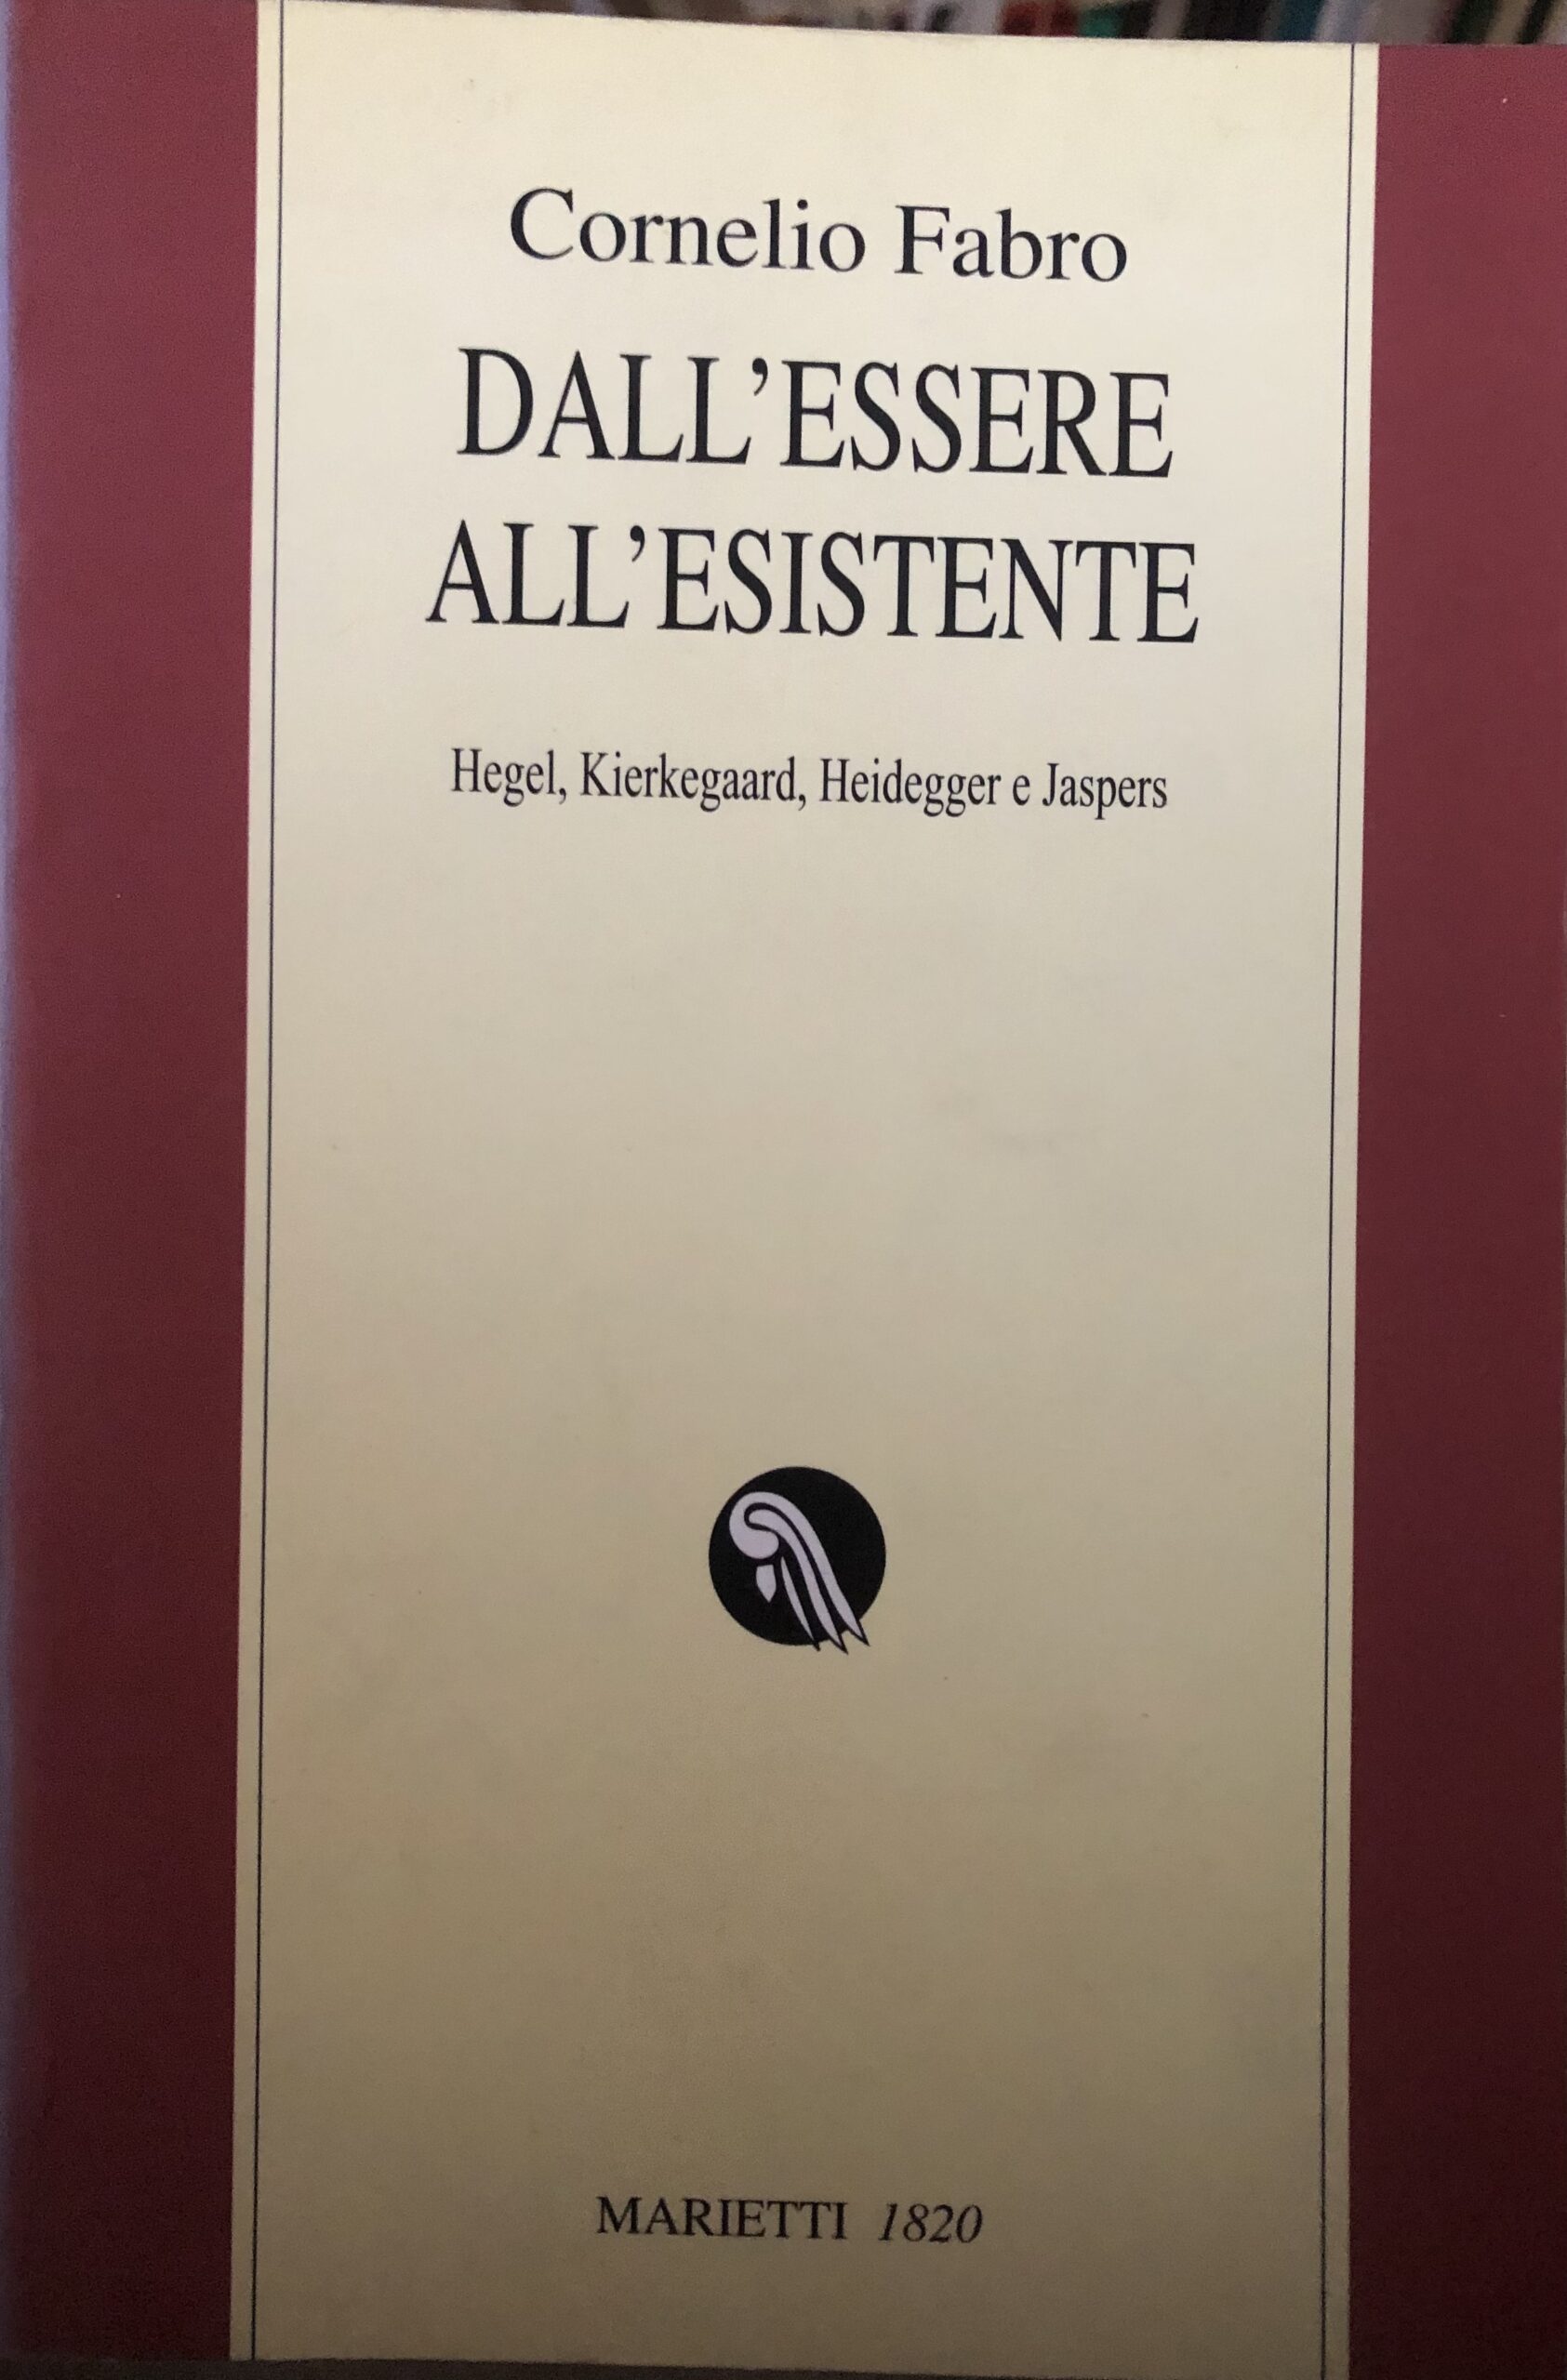 Cornelio Fabro
DALL’ESSERE
ALL’ESISTENTE
Hegel, Kierkegaard, Heidegger e Jaspers
MARIETTI 1820